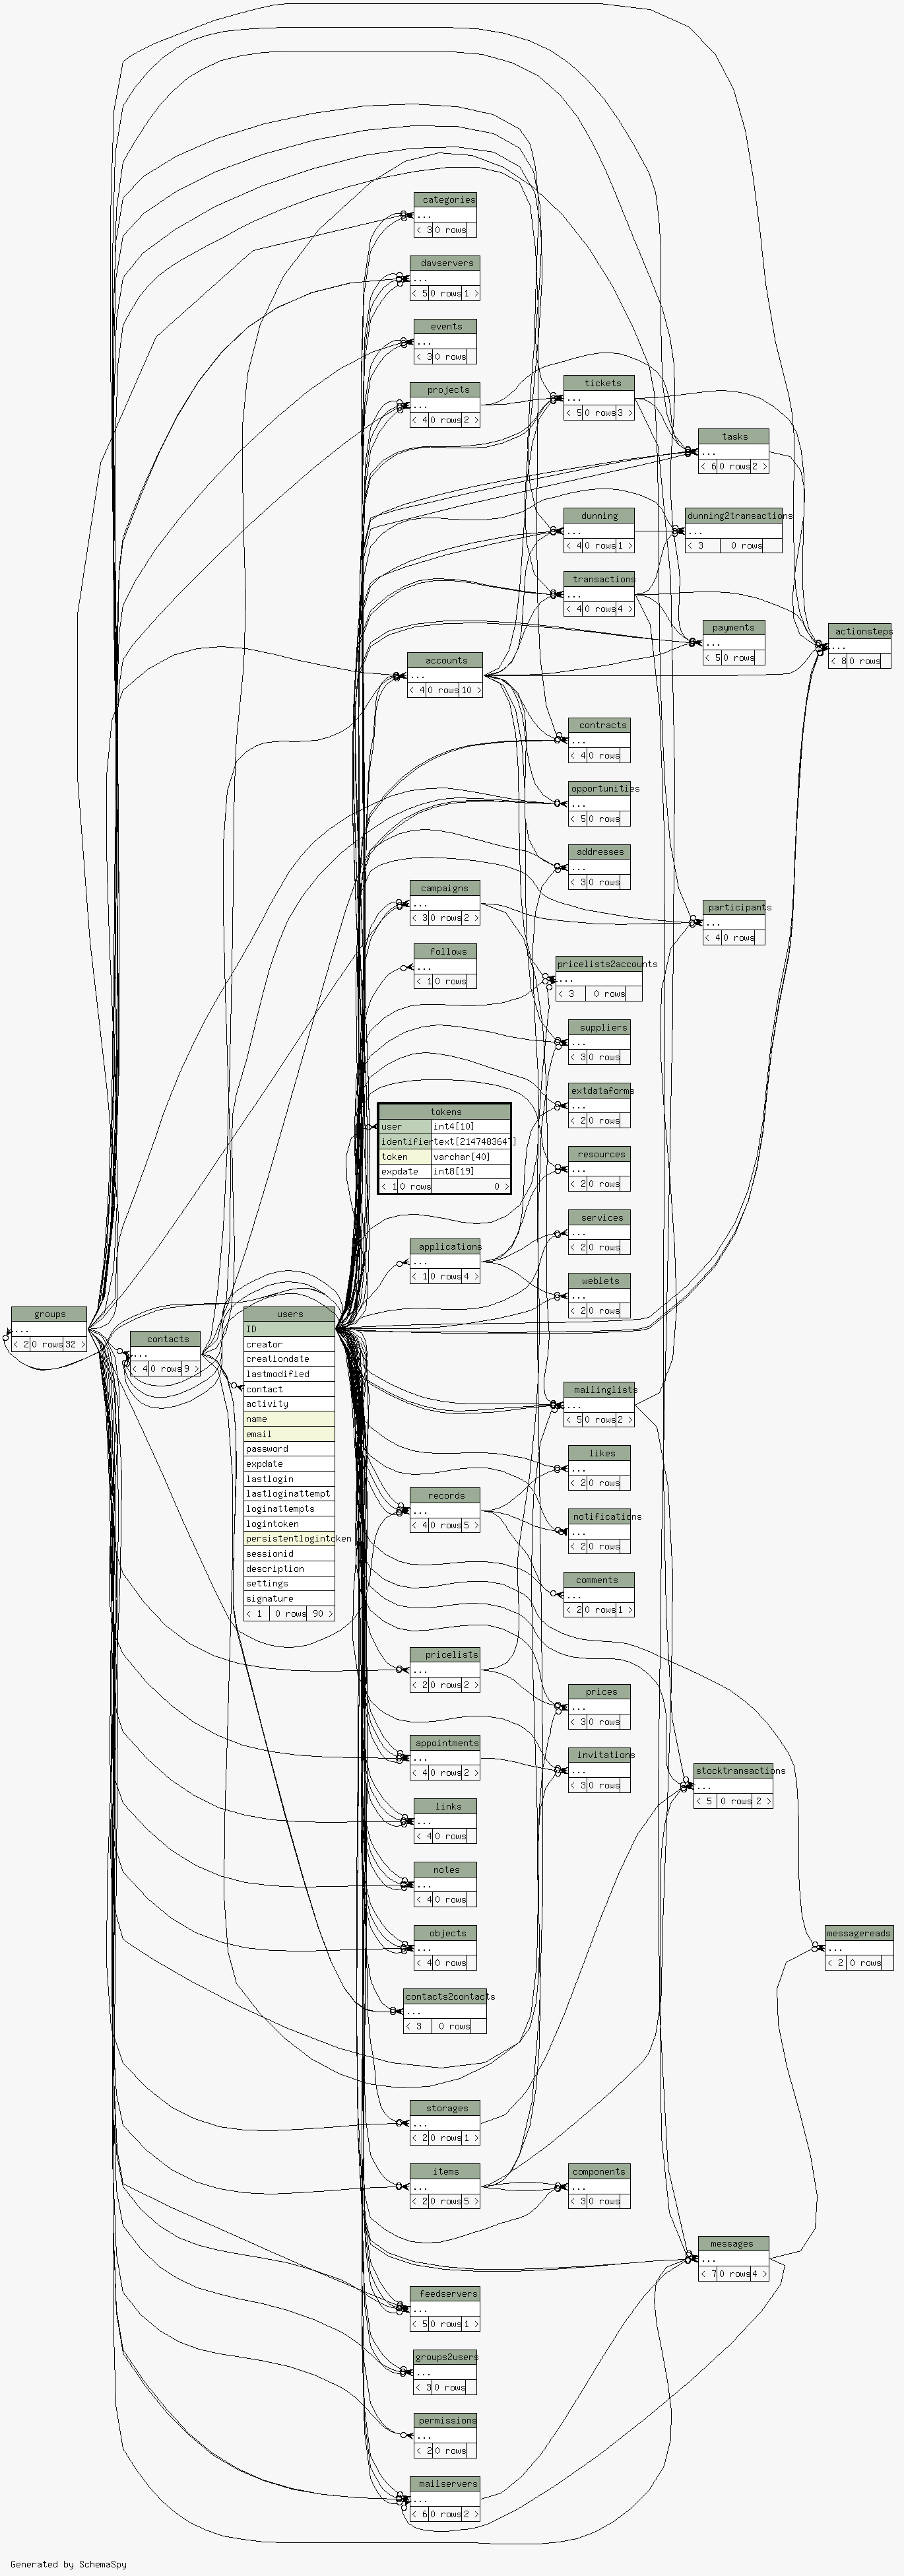 categories
...
< 3 0 rows
davservers
...
< 5 0 rows 1 >
events
...
< 3 0 rows
projects
...
< 4 0 rows 2 >
tickets
...
< 5 0 rows 3 >
tasks
...
< 6 0 rows 2 >
dunning
...
< 4 0 rows 1 >
dunning2transactions
...
< 3 0 rows
transactions
...
< 4 0 rows 4 >
payments
...
< 5 0 rows
actionsteps
...
< 8 0 rows
accounts
...
< 4 0 rows 10 >
contracts
...
< 4 0 rows
opportunities
...
< 5 0 rows
addresses
...
< 3 0 rows
campaigns
...
< 3 0 rows 2 >
participants
...
< 4 0 rows
follows
...
< 1 0 rows
pricelists2accounts
...
< 3 0 rows
suppliers
...
< 3 0 rows
extdataforms
...
< 2 0 rows
tokens
user int4[10]
identifier text[2147483647]
token varchar[40]
expdate int8[19]
< 1 0 rows 0 >
resources
...
< 2 0 rows
services
...
< 2 0 rows
applications
...
< 1 0 rows 4 >
weblets
...
< 2 0 rows
groups
...
< 2 0 rows 32 >
contacts
...
< 4 0 rows 9 >
users
ID
creator
creationdate
lastmodified
contact
activity
name
email
password
expdate
lastlogin
lastloginattempt
loginattempts
logintoken
persistentlogintoken
sessionid
description
settings
signature
< 1 0 rows 90 >
mailinglists
...
< 5 0 rows 2 >
likes
...
< 2 0 rows
records
...
< 4 0 rows 5 >
notifications
...
< 2 0 rows
comments
...
< 2 0 rows 1 >
pricelists
...
< 2 0 rows 2 >
prices
...
< 3 0 rows
appointments
...
< 4 0 rows 2 >
invitations
...
< 3 0 rows
stocktransactions
...
< 5 0 rows 2 >
links
...
< 4 0 rows
notes
...
< 4 0 rows
objects
...
< 4 0 rows
messagereads
...
< 2 0 rows
contacts2contacts
...
< 3 0 rows
storages
...
< 2 0 rows 1 >
items
...
< 2 0 rows 5 >
components
...
< 3 0 rows
messages
...
< 7 0 rows 4 >
feedservers
...
< 5 0 rows 1 >
groups2users
...
< 3 0 rows
permissions
...
< 2 0 rows
mailservers
...
< 6 0 rows 2 >
Generated by SchemaSpy